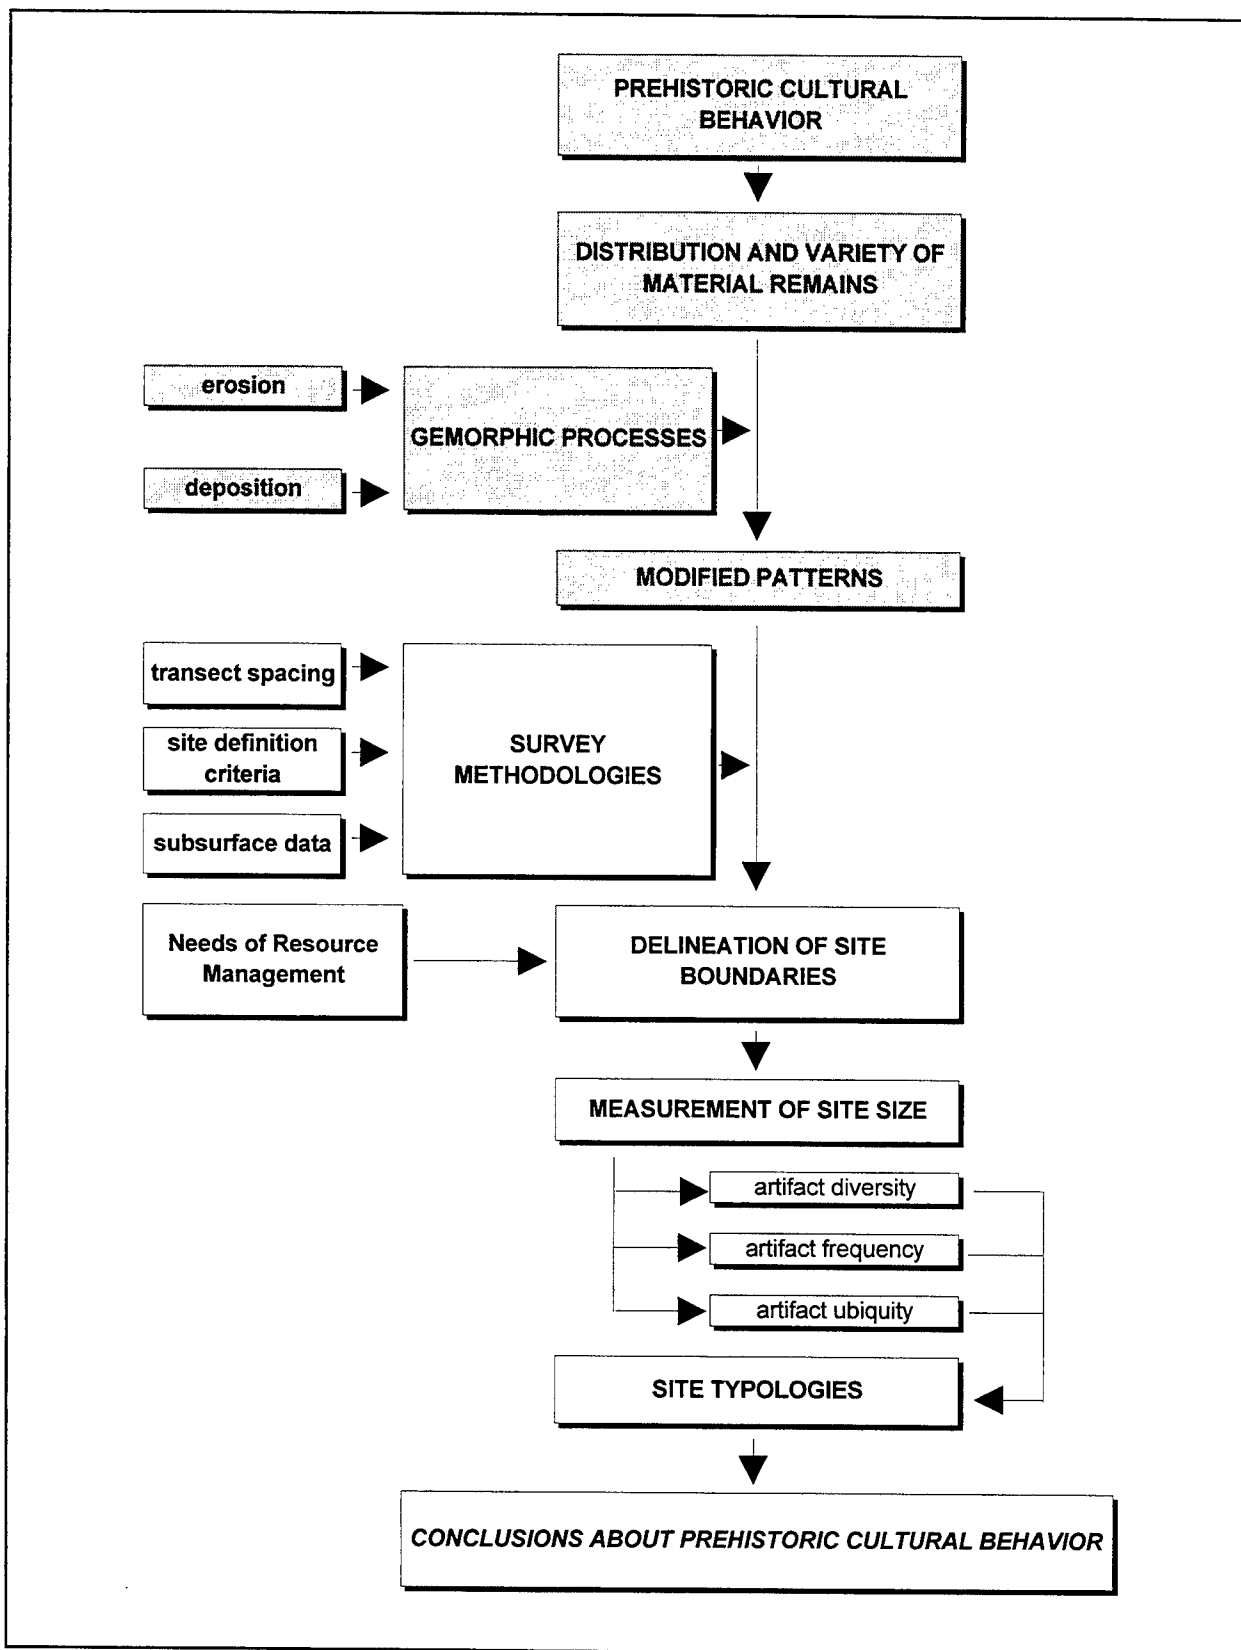 PREHISTORIC CULTURAL
BEHAVIOR
DISTRIBUTION AND VARIETY OF
MATERIAL REMAINS
erosion
GEMORPHIC PROCESSES
deposition
MODIFIED PATTERNS
transect spacing
site definition
criteria
SURVEY
METHODOLOGIES
subsurface data
Needs of Resource
Management
DELINEATION OF SITE
BOUNDARIES
MEASUREMENT OF SITE SIZE
artifact diversity
artifact frequency
artifact ubiquity
SITE TYPOLOGIES
CONCLUSIONS ABOUT PREHISTORIC CULTURAL BEHAVIOR